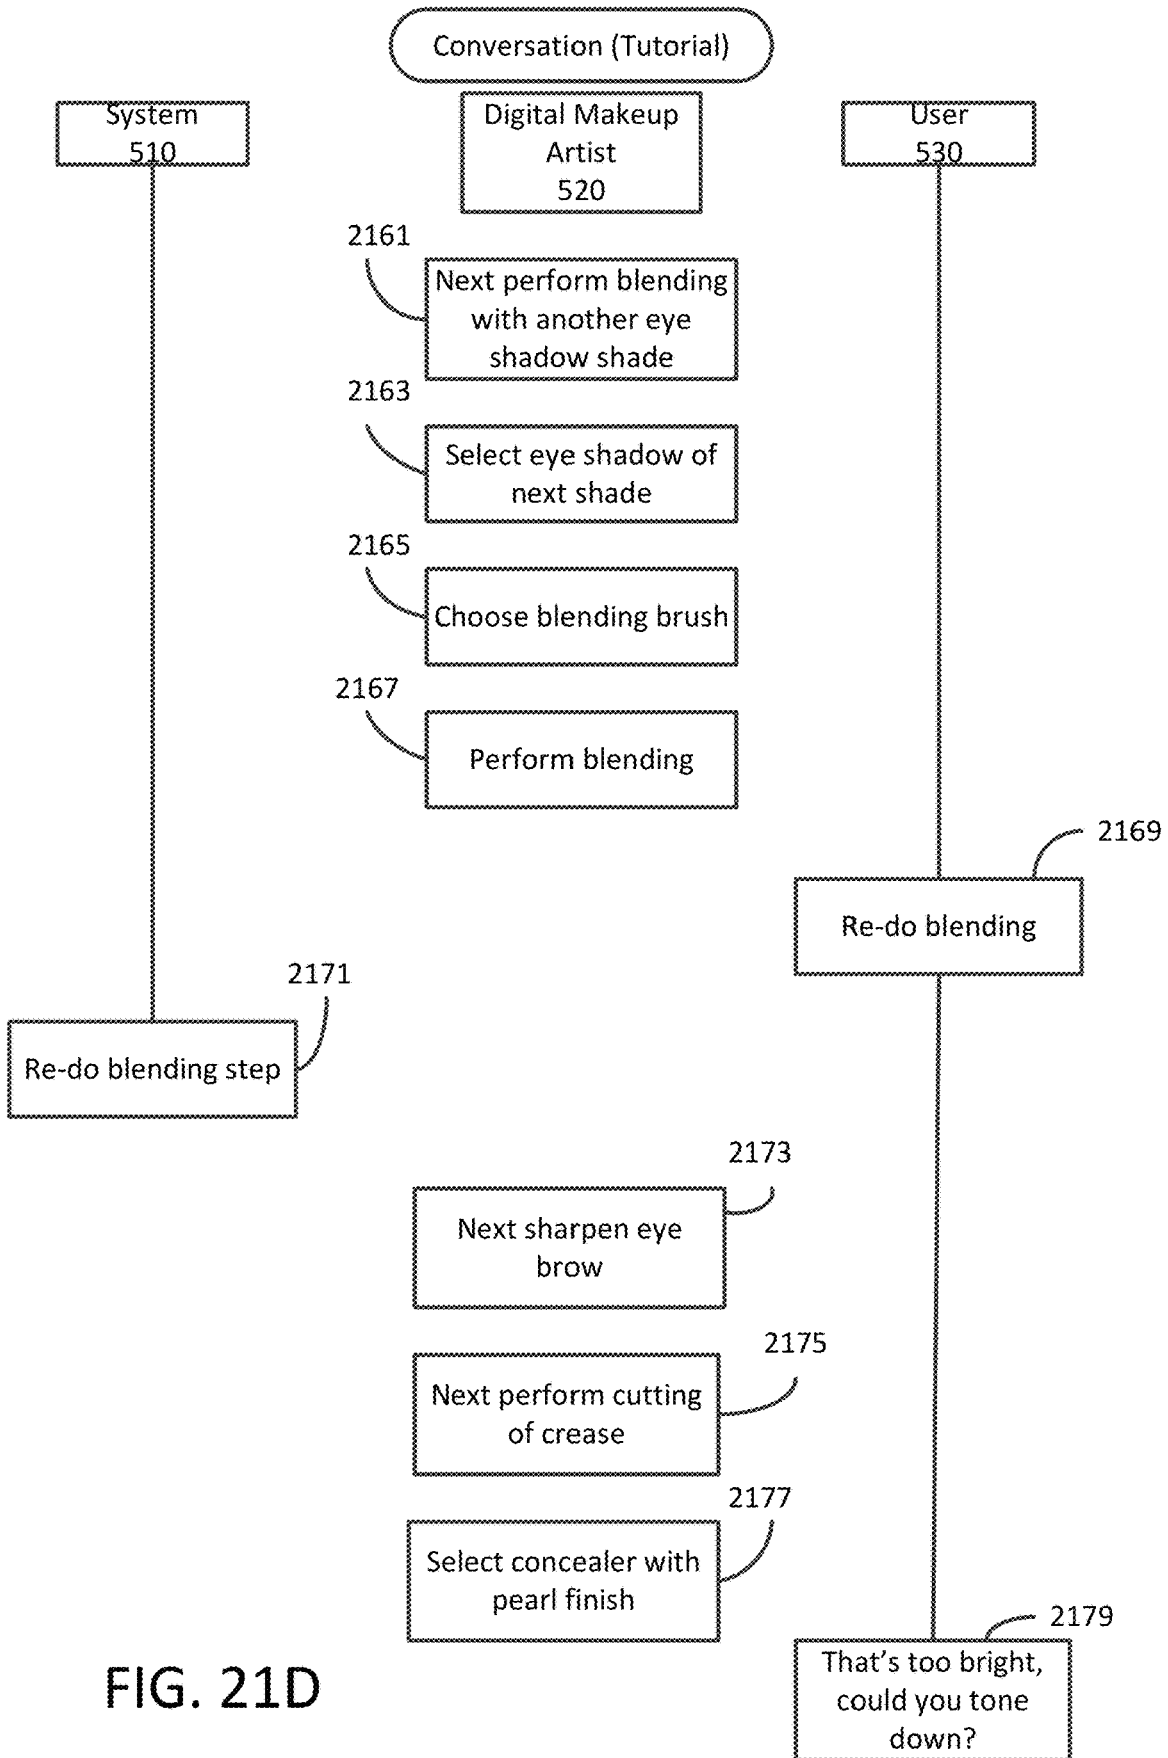 Conversation (Tutorial)
System
510
Digital Makeup
Artist
520
User
530
2161
Next perform blending
with another eye
shadow shade
2163
Select eye shadow of
next shade
2165
Choose blending brush
2167
Perform blending
2169
Re-do blending
2171
Re-do blending step
2173
Next sharpen eye
brow
2175
Next perform cutting
of crease
2177
Select concealer with
pearl finish
2179
That's too bright,
could you tone
down?
FIG. 21D